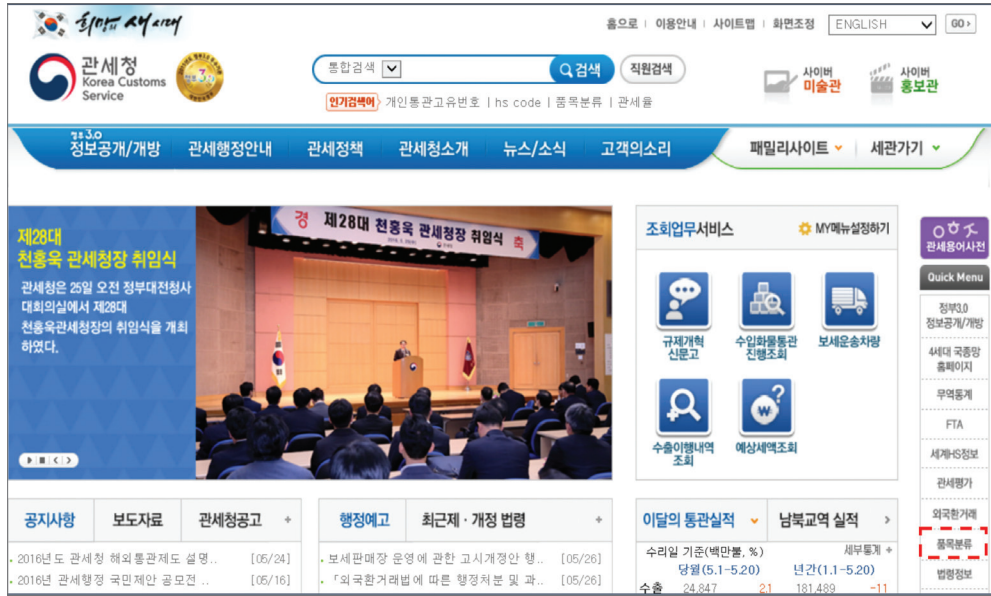 희망의 새시대
홈으로 | 이용안내 | 사이트맵 | 화면조정 ENGLISH GO
관세청
Korea Customs
Service
통합검색 검색 직원검색
인기검색어 개인통관고유번호 | hs code | 품목분류 | 관세율
사이버
미술관
사이버
홍보관
정부3.0
정보공개/개방 관세행정안내 관세정책 관세청소개 뉴스/소식 고객의소리 패밀리사이트 세관가기
제28대
천홍욱 관세청장 취임식
관세청은 25일 오전 정부대전청사
대회의실에서 제28대
천홍욱관세청장의 취임식을 개최
하였다.
경 제28대 천홍욱 관세청장 취임식 축
조회업무서비스 MY메뉴설정하기
규제개혁
신문고
수입화물통관
진행조회
보세운송차량
수출이행내역
조회
예상세액조회
관세용어사전
Quick Menu
정부3.0
정보공개/개방
4세대 국종망
홈페이지
무역통계
FTA
세계HS정보
관세평가
외국환거래
품목분류
법령정보
공지사항 보도자료 관세청공고 +
2016년도 관세청 해외통관제도 설명.. [05/24]
2016년 관세행정 국민제안 공모전 .. [05/16]
행정예고 최근제·개정 법령 +
보세판매장 운영에 관한 고시개정안 행.. [05/26]
「외국환거래법에 따른 행정처분 및 과.. [05/26]
이달의 통관실적 남북교역 실적
수리일 기준(백만불, %) 세부통계 +
당월(5.1-5.20) 년간(1.1-5.20)
수출 24,847 2.1 181,489 -11